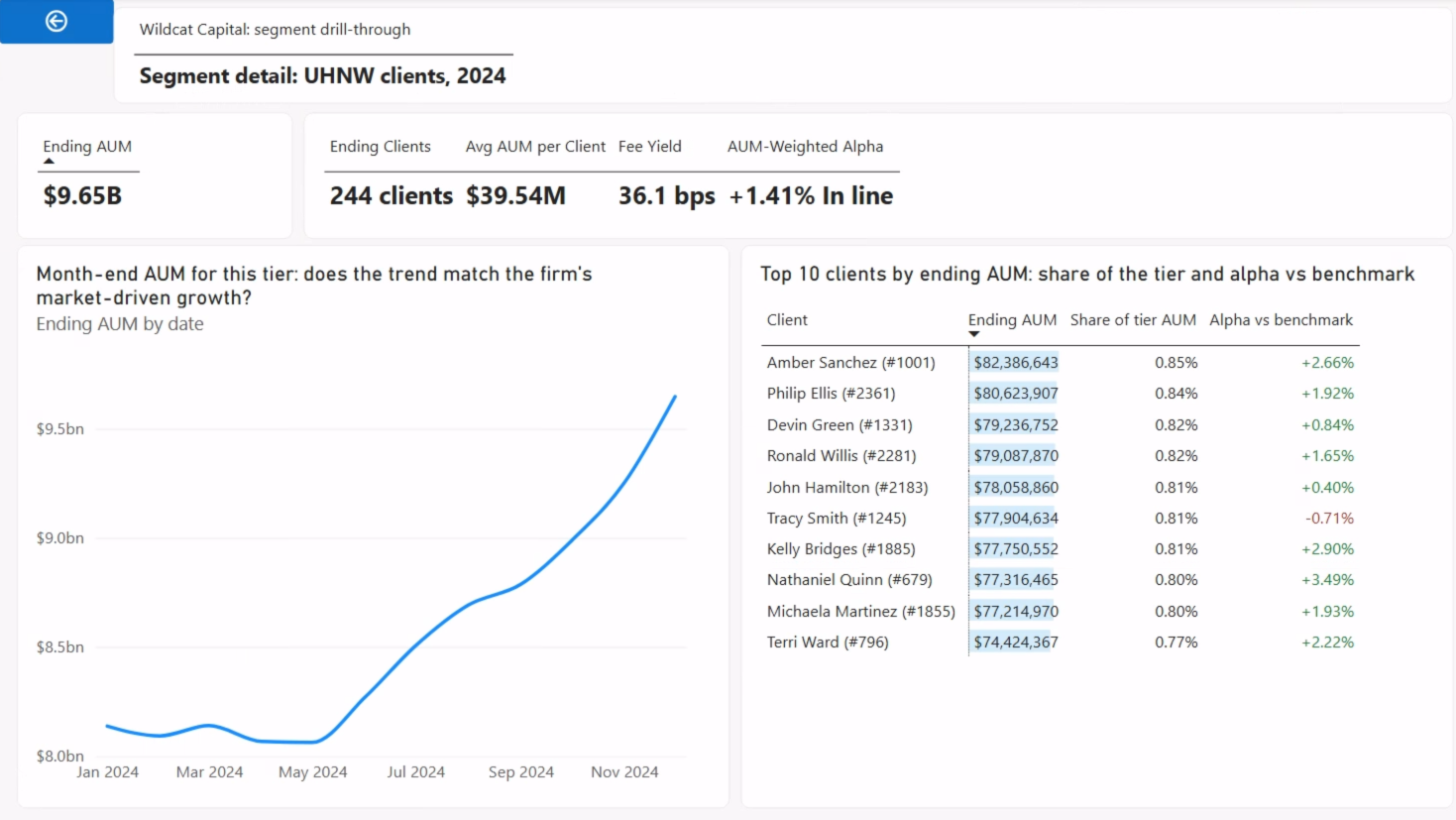 Wildcat Capital: segment drill-through
Segment detail: UHNW clients, 2024
Ending AUM
$9.65B
Ending Clients Avg AUM per Client Fee Yield AUM-Weighted Alpha
244 clients $39.54M 36.1 bps +1.41% In line
Month-end AUM for this tier: does the trend match the firm's
market-driven growth?
Ending AUM by date
$9.5bn
$9.0bn
$8.5bn
$8.0bn
Jan 2024 Mar 2024 May 2024 Jul 2024 Sep 2024 Nov 2024
Top 10 clients by ending AUM: share of the tier and alpha vs benchmark
Client Ending AUM Share of tier AUM Alpha vs benchmark
Amber Sanchez (#1001) $82,386,643 0.85% +2.66%
Philip Ellis (#2361) $80,623,907 0.84% +1.92%
Devin Green (#1331) $79,236,752 0.82% +0.84%
Ronald Willis (#2281) $79,087,870 0.82% +1.65%
John Hamilton (#2183) $78,058,860 0.81% +0.40%
Tracy Smith (#1245) $77,904,634 0.81% -0.71%
Kelly Bridges (#1885) $77,750,552 0.81% +2.90%
Nathaniel Quinn (#679) $77,316,465 0.80% +3.49%
Michaela Martinez (#1855) $77,214,970 0.80% +1.93%
Terri Ward (#796) $74,424,367 0.77% +2.22%